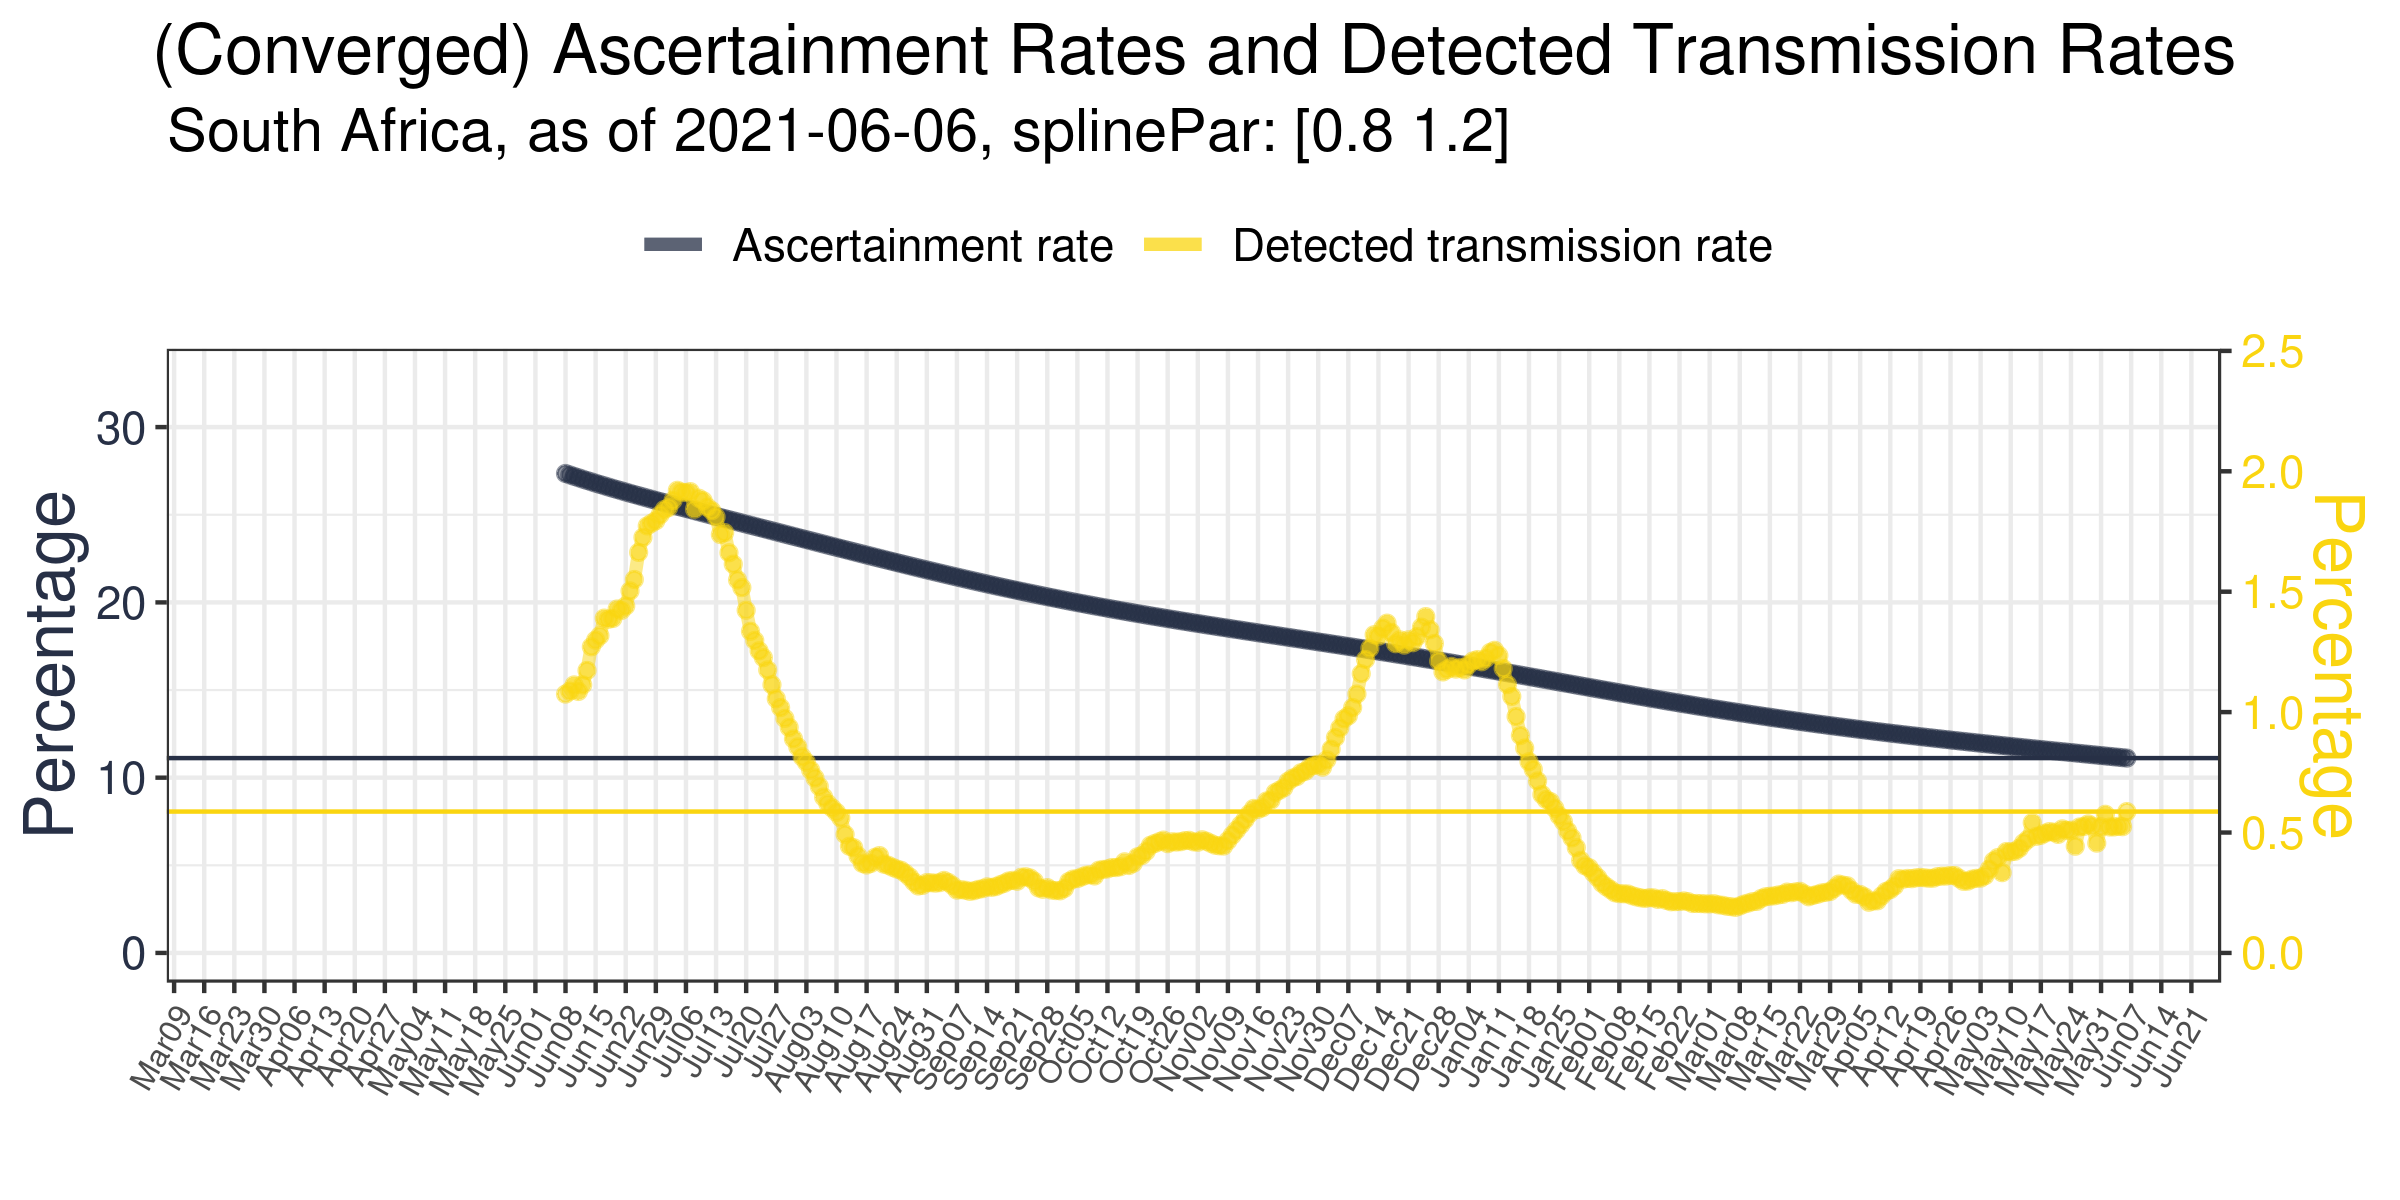 (Converged) Ascertainment Rates and Detected Transmission Rates
South Africa, as of 2021-06-06, splinePar: [0.8 1.2]
Ascertainment rate
Detected transmission rate
Percentage
30
20
10
0
2.5
2.0
1.5
1.0
0.5
0.0
Percentage
Mar09
Mar16
Mar23
Mar30
Apr06
Apr13
Apr20
Apr27
May04
May11
May18
May25
Jun01
Jun08
Jun15
Jun22
Jun29
Jul06
Jul13
Jul20
Jul27
Aug03
Aug10
Aug17
Aug24
Aug31
Sep07
Sep14
Sep21
Sep28
Oct05
Oct12
Oct19
Oct26
Nov02
Nov09
Nov16
Nov23
Nov30
Dec07
Dec14
Dec21
Dec28
Jan04
Jan11
Jan18
Jan25
Feb01
Feb08
Feb15
Feb22
Mar01
Mar08
Mar15
Mar22
Mar29
Apr05
Apr12
Apr19
Apr26
May03
May10
May17
May24
May31
Jun07
Jun14
Jun21